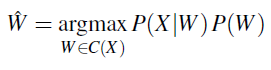 Ŵ = argmax P(X|W)P(W)
W∈C(X)